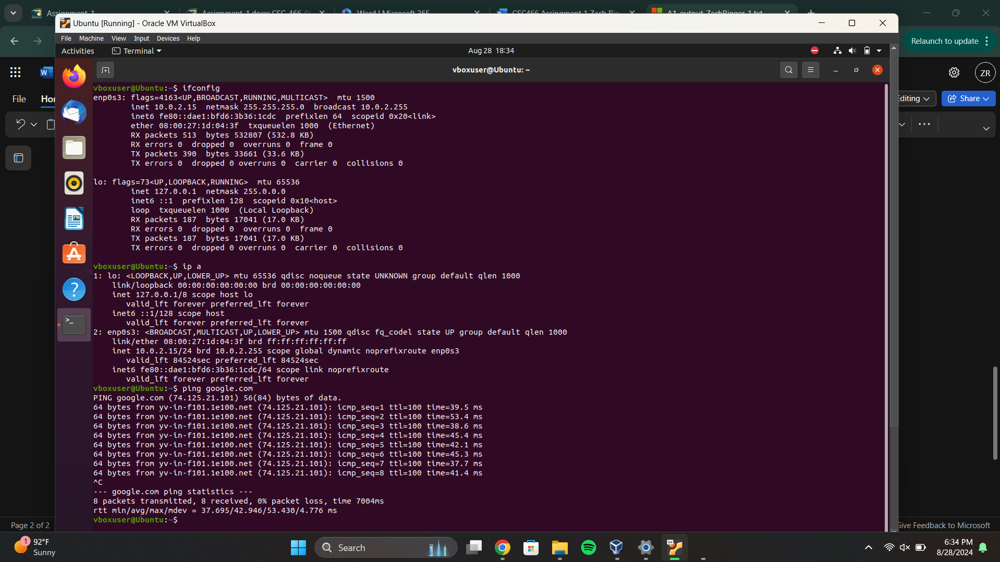 Assignment 1
Assignment 1.docx: CSC-466-0
Word | Microsoft 365
CSC466 Assingment 1 Zach Rin
A1_output_ZachRineer_1.txt
Ubuntu [Running] - Oracle VM VirtualBox
File Machine View Input Devices Help
Relaunch to update
Activities Terminal Aug 28 18:34
vboxuser@Ubuntu: ~
ZR
File Hor
Editing Share
vboxuser@Ubuntu:~$ ifconfig
enp0s3: flags=4163<UP,BROADCAST,RUNNING,MULTICAST> mtu 1500
inet 10.0.2.15 netmask 255.255.255.0 broadcast 10.0.2.255
inet6 fe80::dae1:bfd6:3b36:1cdc prefixlen 64 scopeid 0x20<link>
ether 08:00:27:1d:04:3f txqueuelen 1000 (Ethernet)
RX packets 513 bytes 532807 (532.8 KB)
RX errors 0 dropped 0 overruns 0 frame 0
TX packets 390 bytes 33661 (33.6 KB)
TX errors 0 dropped 0 overruns 0 carrier 0 collisions 0
lo: flags=73<UP,LOOPBACK,RUNNING> mtu 65536
inet 127.0.0.1 netmask 255.0.0.0
inet6 ::1 prefixlen 128 scopeid 0x10<host>
loop txqueuelen 1000 (Local Loopback)
RX packets 187 bytes 17041 (17.0 KB)
RX errors 0 dropped 0 overruns 0 frame 0
TX packets 187 bytes 17041 (17.0 KB)
TX errors 0 dropped 0 overruns 0 carrier 0 collisions 0
vboxuser@Ubuntu:~$ ip a
1: lo: <LOOPBACK,UP,LOWER_UP> mtu 65536 qdisc noqueue state UNKNOWN group default qlen 1000
link/loopback 00:00:00:00:00:00 brd 00:00:00:00:00:00
inet 127.0.0.1/8 scope host lo
valid_lft forever preferred_lft forever
inet6 ::1/128 scope host
valid_lft forever preferred_lft forever
2: enp0s3: <BROADCAST,MULTICAST,UP,LOWER_UP> mtu 1500 qdisc fq_codel state UP group default qlen 1000
link/ether 08:00:27:1d:04:3f brd ff:ff:ff:ff:ff:ff
inet 10.0.2.15/24 brd 10.0.2.255 scope global dynamic noprefixroute enp0s3
valid_lft 84524sec preferred_lft 84524sec
inet6 fe80::dae1:bfd6:3b36:1cdc/64 scope link noprefixroute
valid_lft forever preferred_lft forever
vboxuser@Ubuntu:~$ ping google.com
PING google.com (74.125.21.101) 56(84) bytes of data.
64 bytes from yv-in-f101.1e100.net (74.125.21.101): icmp_seq=1 ttl=100 time=39.5 ms
64 bytes from yv-in-f101.1e100.net (74.125.21.101): icmp_seq=2 ttl=100 time=53.4 ms
64 bytes from yv-in-f101.1e100.net (74.125.21.101): icmp_seq=3 ttl=100 time=38.6 ms
64 bytes from yv-in-f101.1e100.net (74.125.21.101): icmp_seq=4 ttl=100 time=45.4 ms
64 bytes from yv-in-f101.1e100.net (74.125.21.101): icmp_seq=5 ttl=100 time=42.1 ms
64 bytes from yv-in-f101.1e100.net (74.125.21.101): icmp_seq=6 ttl=100 time=45.3 ms
64 bytes from yv-in-f101.1e100.net (74.125.21.101): icmp_seq=7 ttl=100 time=37.7 ms
64 bytes from yv-in-f101.1e100.net (74.125.21.101): icmp_seq=8 ttl=100 time=41.4 ms
^C
--- google.com ping statistics ---
8 packets transmitted, 8 received, 0% packet loss, time 7004ms
rtt min/avg/max/mdev = 37.695/42.946/53.430/4.776 ms
vboxuser@Ubuntu:~$
Page 2 of 2
Give Feedback to Microsoft
1
92°F
Sunny
Search
64
6:34 PM
8/28/2024